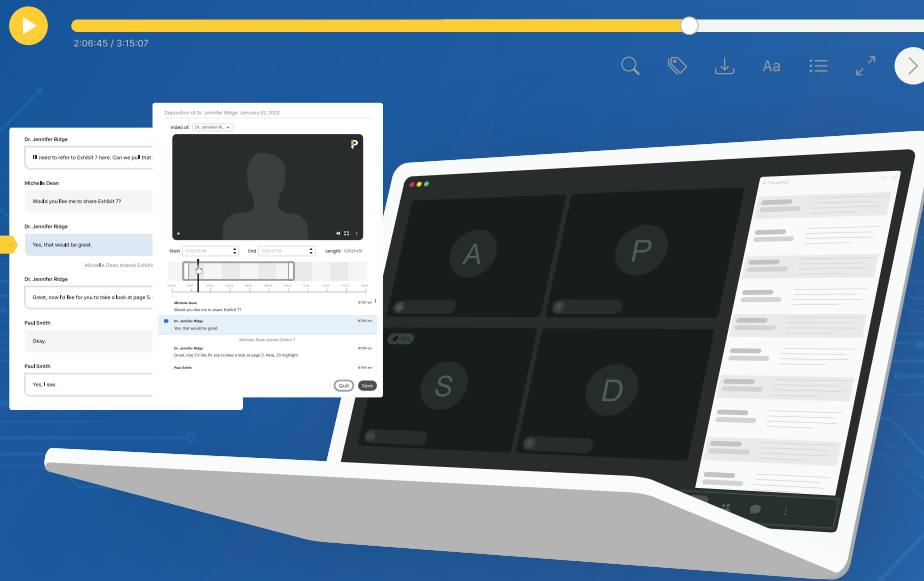 2:06:45 / 3:15:07
Aa
Dr. Jennifer Ridge
I'll need to refer to Exhibit 7 here. Can we pull that
Michelle Dean
Would you like me to share Exhibit 7?
Dr. Jennifer Ridge
Yes, that would be great.
Michelle Dean shared Exhibit
Dr. Jennifer Ridge
Great, now I'd like for you to take a look at page 5.
Paul Smith
Okay.
Paul Smith
Yes, I see.
Deposition of Dr. Jennifer Ridge: January 02, 2023
Video of:
Dr. Jennifer Ri...
P
Start
End
Length:
Michelle Dean
Would you like me to share Exhibit 7?
Dr. Jennifer Ridge
Yes, that would be great.
Michelle Dean shared Exhibit 7
Dr. Jennifer Ridge
Great, now I'd like for you to take a look at page 5. Here, I'll highlight.
Paul Smith
Quit
Save
A
P
S
D